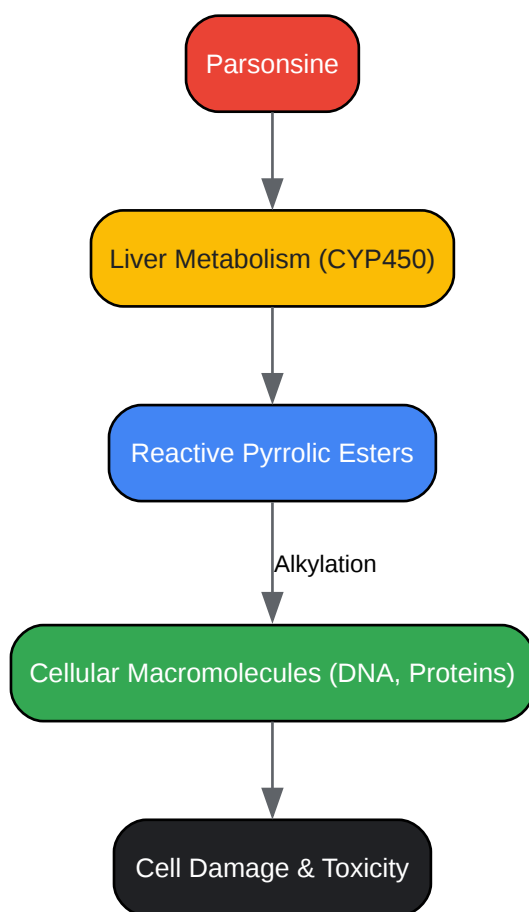 Parsonsine
Liver Metabolism (CYP450)
Reactive Pyrrolic Esters
Alkylation
Cellular Macromolecules (DNA, Proteins)
Cell Damage & Toxicity